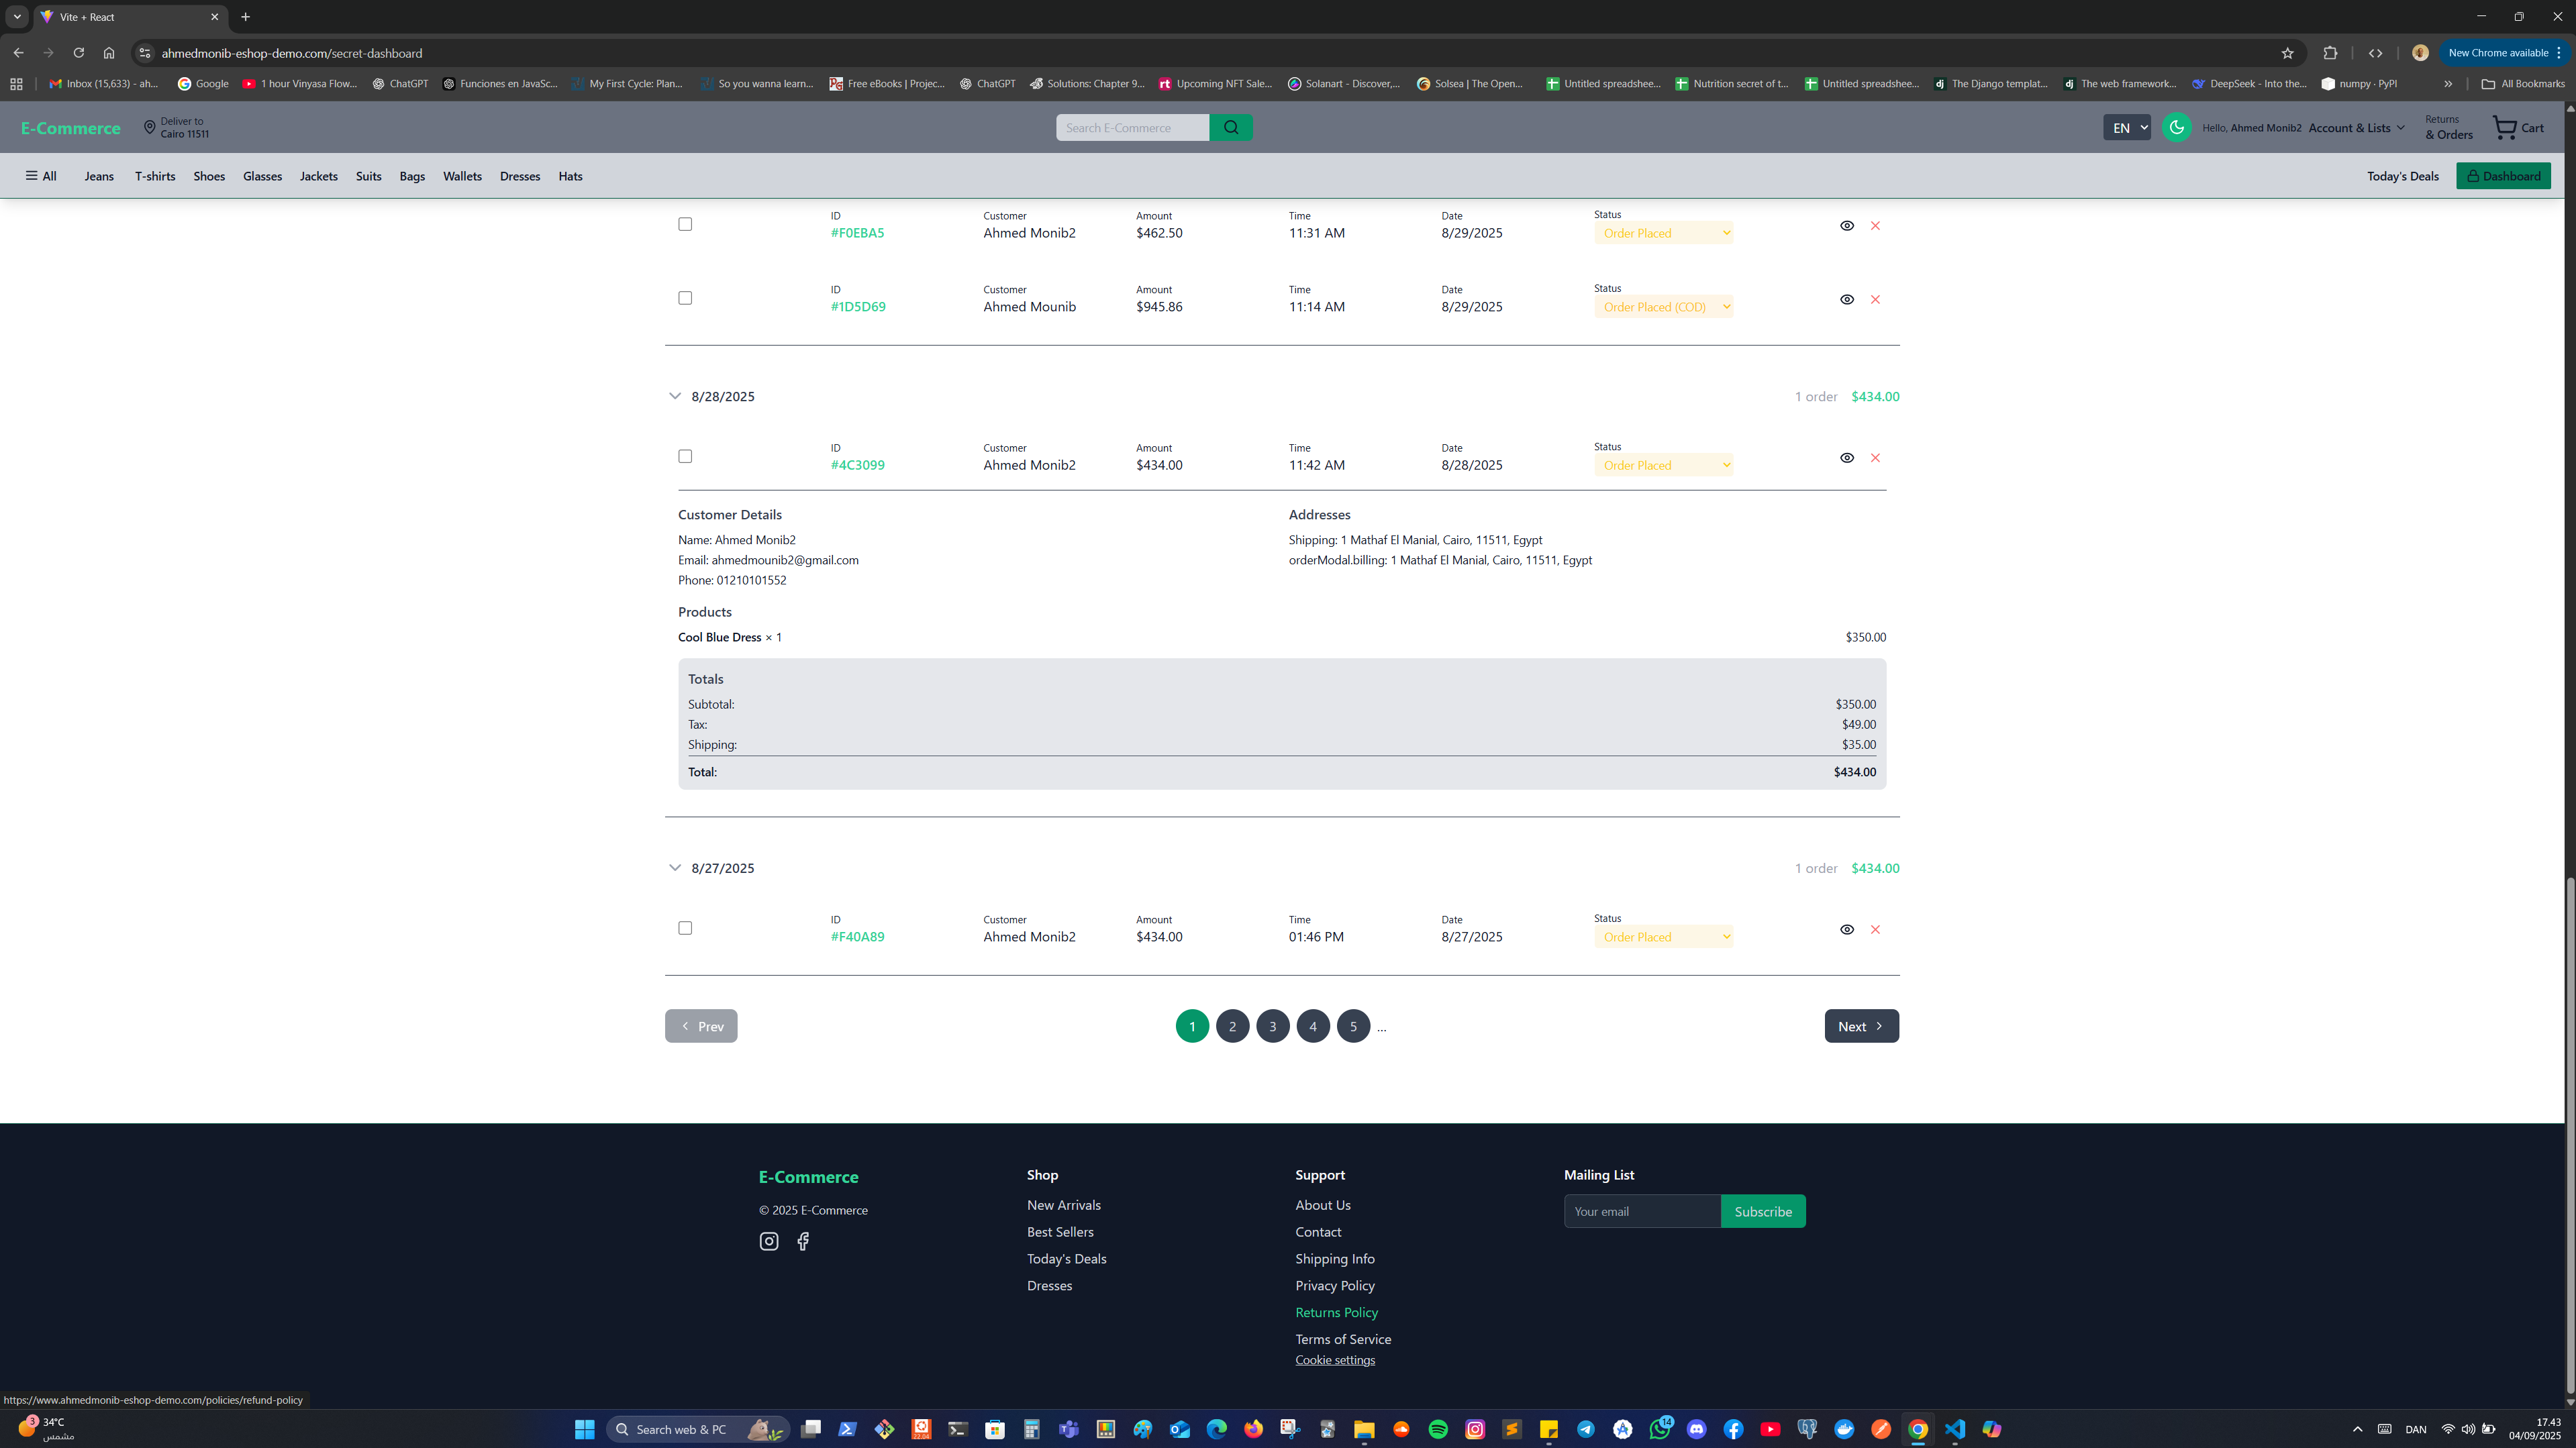 Vite + React
ahmedmonib-eshop-demo.com/secret-dashboard
New Chrome available
Inbox (15,633) - ah...
Google
1 hour Vinyasa Flow...
ChatGPT
Funciones en JavaSc...
My First Cycle: Plan...
So you wanna learn...
Free eBooks | Projec...
ChatGPT
Solutions: Chapter 9...
Upcoming NFT Sale...
Solanart - Discover,...
Solsea | The Open...
Untitled spreadshee...
Nutrition secret of t...
Untitled spreadshee...
The Django templat...
The web framework...
DeepSeek - Into the...
numpy · PyPI
All Bookmarks
E-Commerce
Deliver to
Cairo 11511
Search E-Commerce
EN
Hello, Ahmed Monib2
Account & Lists
Returns
& Orders
Cart
All
Jeans
T-shirts
Shoes
Glasses
Jackets
Suits
Bags
Wallets
Dresses
Hats
Today's Deals
Dashboard
ID Customer Amount Time Date Status
#F0EBA5 Ahmed Monib2 $462.50 11:31 AM 8/29/2025 Order Placed
ID Customer Amount Time Date Status
#1D5D69 Ahmed Mounib $945.86 11:14 AM 8/29/2025 Order Placed (COD)
8/28/2025 1 order $434.00
ID Customer Amount Time Date Status
#4C3099 Ahmed Monib2 $434.00 11:42 AM 8/28/2025 Order Placed
Customer Details
Name: Ahmed Monib2
Email: ahmedmounib2@gmail.com
Phone: 01210101552
Addresses
Shipping: 1 Mathaf El Manial, Cairo, 11511, Egypt
orderModal.billing: 1 Mathaf El Manial, Cairo, 11511, Egypt
Products
Cool Blue Dress × 1 $350.00
Totals
Subtotal: $350.00
Tax: $49.00
Shipping: $35.00
Total: $434.00
8/27/2025 1 order $434.00
ID Customer Amount Time Date Status
#F40A89 Ahmed Monib2 $434.00 01:46 PM 8/27/2025 Order Placed
Prev 1 2 3 4 5 ... Next
E-Commerce
© 2025 E-Commerce
Shop
New Arrivals
Best Sellers
Today's Deals
Dresses
Support
About Us
Contact
Shipping Info
Privacy Policy
Returns Policy
Terms of Service
Cookie settings
Mailing List
Your email
Subscribe
https://www.ahmedmonib-eshop-demo.com/policies/refund-policy
3
34°C
مشمس
Search web & PC
22.04
14
DAN
17.43
04/09/2025